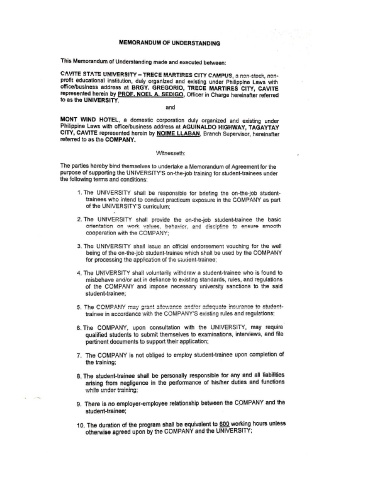 MEMORANDUM OF UNDERSTANDING
This Memorandum of Understanding made and executed between:
CAVITE STATE UNIVERSITY – TRECE MARTIRES CITY CAMPUS, a non-stock, non-
profit educational institution, duly organized and existing under Philippine Laws with
office/business address at BRGY. GREGORIO, TRECE MARTIRES CITY, CAVITE
represented herein by PROF. NOEL A. SEDIGO, Officer in Charge hereinafter referred
to as the UNIVERSITY.
and
MONT WIND HOTEL, a domestic corporation duly organized and existing under
Philippine Laws with office/business address at AGUINALDO HIGHWAY, TAGAYTAY
CITY, CAVITE represented herein by NOIME LLABAN, Branch Supervisor, hereinafter
referred to as the COMPANY.
Witnesseth:
The parties hereby bind themselves to undertake a Memorandum of Agreement for the
purpose of supporting the UNIVERSITY'S on-the-job training for student-trainees under
the following terms and conditions:
1. The UNIVERSITY shall be responsible for briefing the on-the-job student-
trainees who intend to conduct practicum exposure in the COMPANY as part
of the UNIVERSITY'S curriculum;
2. The UNIVERSITY shall provide the on-the-job student-trainee the basic
orientation on work values, behavior, and discipline to ensure smooth
cooperation with the COMPANY;
3. The UNIVERSITY shall issue an official endorsement vouching for the well
being of the on-the-job student-trainee which shall be used by the COMPANY
for processing the application of the student-trainee;
4. The UNIVERSITY shall voluntarily withdraw a student-trainee who is found to
misbehave and/or act in defiance to existing standards, rules, and regulations
of the COMPANY and impose necessary university sanctions to the said
student-trainee;
5. The COMPANY may grant allowance and/or adequate insurance to student-
trainee in accordance with the COMPANY'S existing rules and regulations;
6. The COMPANY, upon consultation with the UNIVERSITY, may require
qualified students to submit themselves to examinations, interviews, and file
pertinent documents to support their application;
7. The COMPANY is not obliged to employ student-trainee upon completion of
the training;
8. The student-trainee shall be personally responsible for any and all liabilities
arising from negligence in the performance of his/her duties and functions
while under training;
9. There is no employer-employee relationship between the COMPANY and the
student-trainee;
10. The duration of the program shall be equivalent to 600 working hours unless
otherwise agreed upon by the COMPANY and the UNIVERSITY;